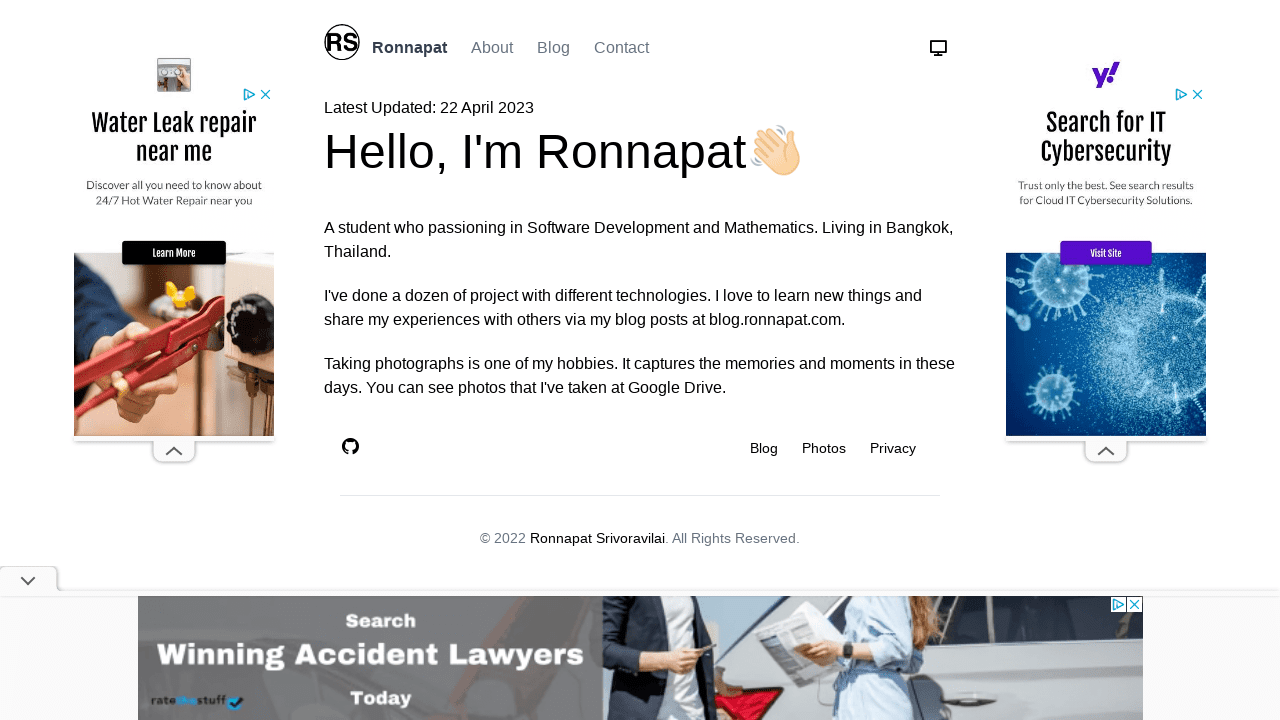 RS
Ronnapat
About
Blog
Contact
Latest Updated: 22 April 2023
Hello, I'm Ronnapat👋
A student who passioning in Software Development and Mathematics. Living in Bangkok,
Thailand.
I've done a dozen of project with different technologies. I love to learn new things and
share my experiences with others via my blog posts at blog.ronnapat.com.
Taking photographs is one of my hobbies. It captures the memories and moments in these
days. You can see photos that I've taken at Google Drive.
Blog
Photos
Privacy
© 2022 Ronnapat Srivoravilai. All Rights Reserved.
Water Leak repair
near me
Discover all you need to know about
24/7 Hot Water Repair near you
Learn More
y!
Search for IT
Cybersecurity
Trust only the best. See search results
for Cloud IT Cybersecurity Solutions.
Visit Site
Search
Winning Accident Lawyers
Today
ratethestuff